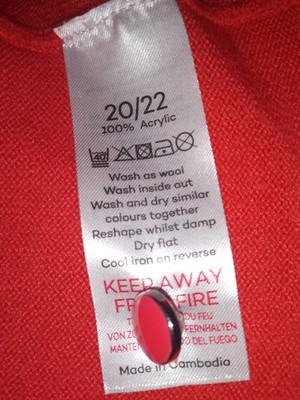 20/22
100% Acrylic
40
Wash as wool
Wash inside out
Wash and dry similar
colours together
Reshape whilst damp
Dry flat
Cool iron on reverse
KEEP AWAY
FIRE
DU FEU
VON FERNHALTEN
DEL FUEGO
Made in Cambodia